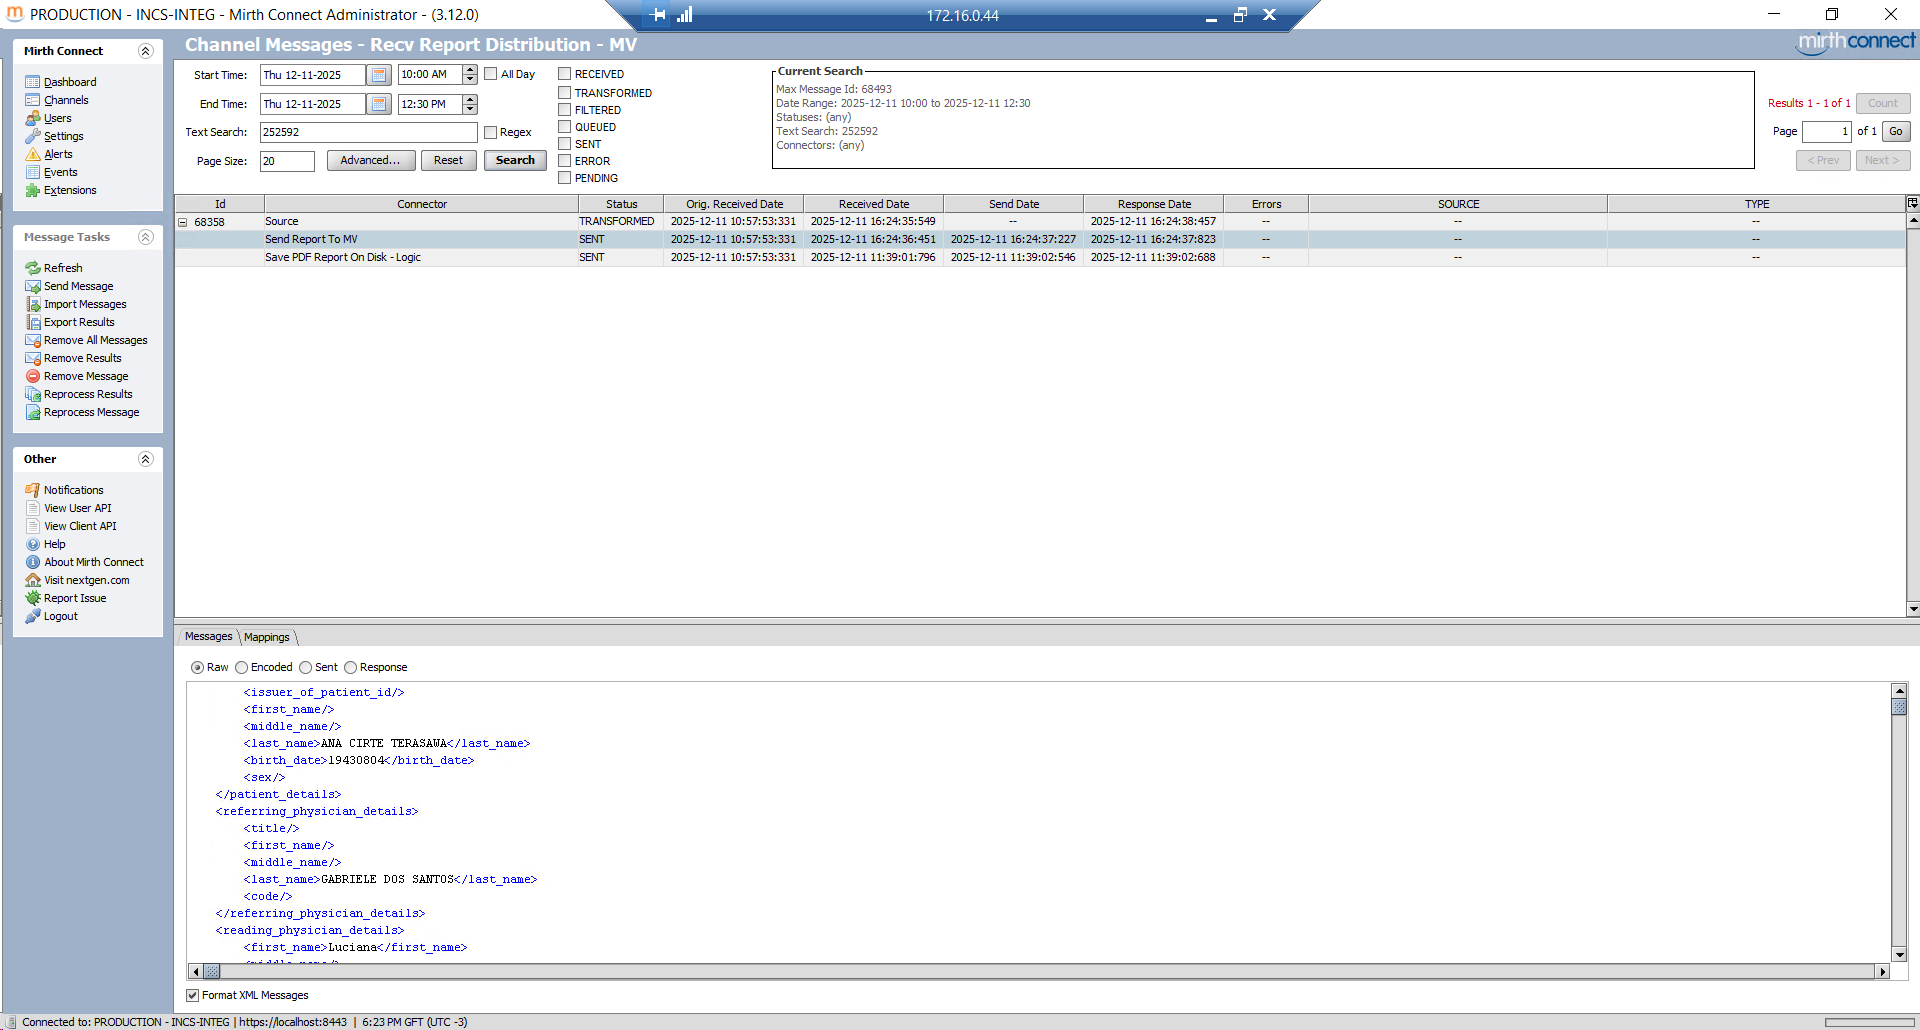 PRODUCTION - INCS-INTEG - Mirth Connect Administrator - (3.12.0)
172.16.0.44
Mirth Connect
Dashboard
Channels
Users
Settings
Alerts
Events
Extensions
Message Tasks
Refresh
Send Message
Import Messages
Export Results
Remove All Messages
Remove Results
Remove Message
Reprocess Results
Reprocess Message
Other
Notifications
View User API
View Client API
Help
About Mirth Connect
Visit nextgen.com
Report Issue
Logout
Channel Messages - Recv Report Distribution - MV
mirthconnect
Start Time: Thu 12-11-2025 10:00 AM All Day
End Time: Thu 12-11-2025 12:30 PM
Text Search: 252592 Regex
Page Size: 20 Advanced... Reset Search
RECEIVED
TRANSFORMED
FILTERED
QUEUED
SENT
ERROR
PENDING
Current Search
Max Message Id: 68493
Date Range: 2025-12-11 10:00 to 2025-12-11 12:30
Statuses: (any)
Text Search: 252592
Connectors: (any)
Results 1 - 1 of 1 Count
Page 1 of 1 Go
< Prev Next >
Id Connector Status Orig. Received Date Received Date Send Date Response Date Errors SOURCE TYPE
68358 Source TRANSFORMED 2025-12-11 10:57:53:331 2025-12-11 16:24:35:549 -- 2025-12-11 16:24:38:457 -- -- --
Send Report To MV SENT 2025-12-11 10:57:53:331 2025-12-11 16:24:36:451 2025-12-11 16:24:37:227 2025-12-11 16:24:37:823 -- -- --
Save PDF Report On Disk - Logic SENT 2025-12-11 10:57:53:331 2025-12-11 11:39:01:796 2025-12-11 11:39:02:546 2025-12-11 11:39:02:688 -- -- --
Messages Mappings
Raw Encoded Sent Response
<issuer_of_patient_id/>
<first_name/>
<middle_name/>
<last_name>ANA CIRTE TERASAWA</last_name>
<birth_date>19430804</birth_date>
<sex/>
</patient_details>
<referring_physician_details>
<title/>
<first_name/>
<middle_name/>
<last_name>GABRIELE DOS SANTOS</last_name>
<code/>
</referring_physician_details>
<reading_physician_details>
<first_name>Luciana</first_name>
<middle_name/>
Format XML Messages
Connected to: PRODUCTION - INCS-INTEG | https://localhost:8443 | 6:23 PM GFT (UTC -3)